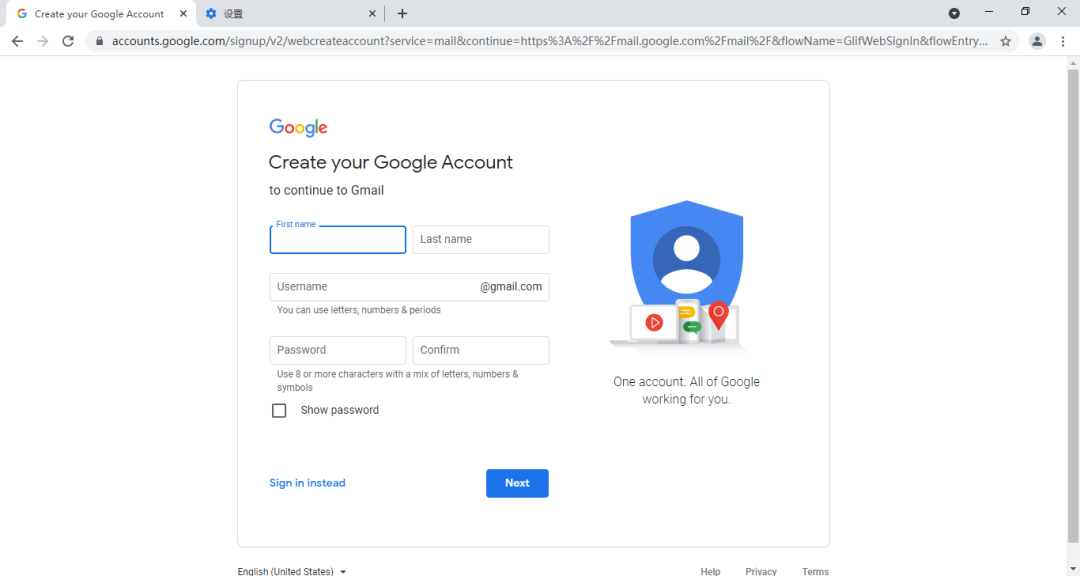 Create your Google Account
设置
accounts.google.com/signup/v2/webcreateaccount?service=mail&continue=https%3A%2F%2Fmail.google.com%2Fmail%2F&flowName=GlifWebSignIn&flowEntry...
Google
Create your Google Account
to continue to Gmail
First name
Last name
Username @gmail.com
You can use letters, numbers & periods
Password Confirm
Use 8 or more characters with a mix of letters, numbers &
symbols
Show password
One account. All of Google
working for you.
Sign in instead Next
English (United States) Help Privacy Terms